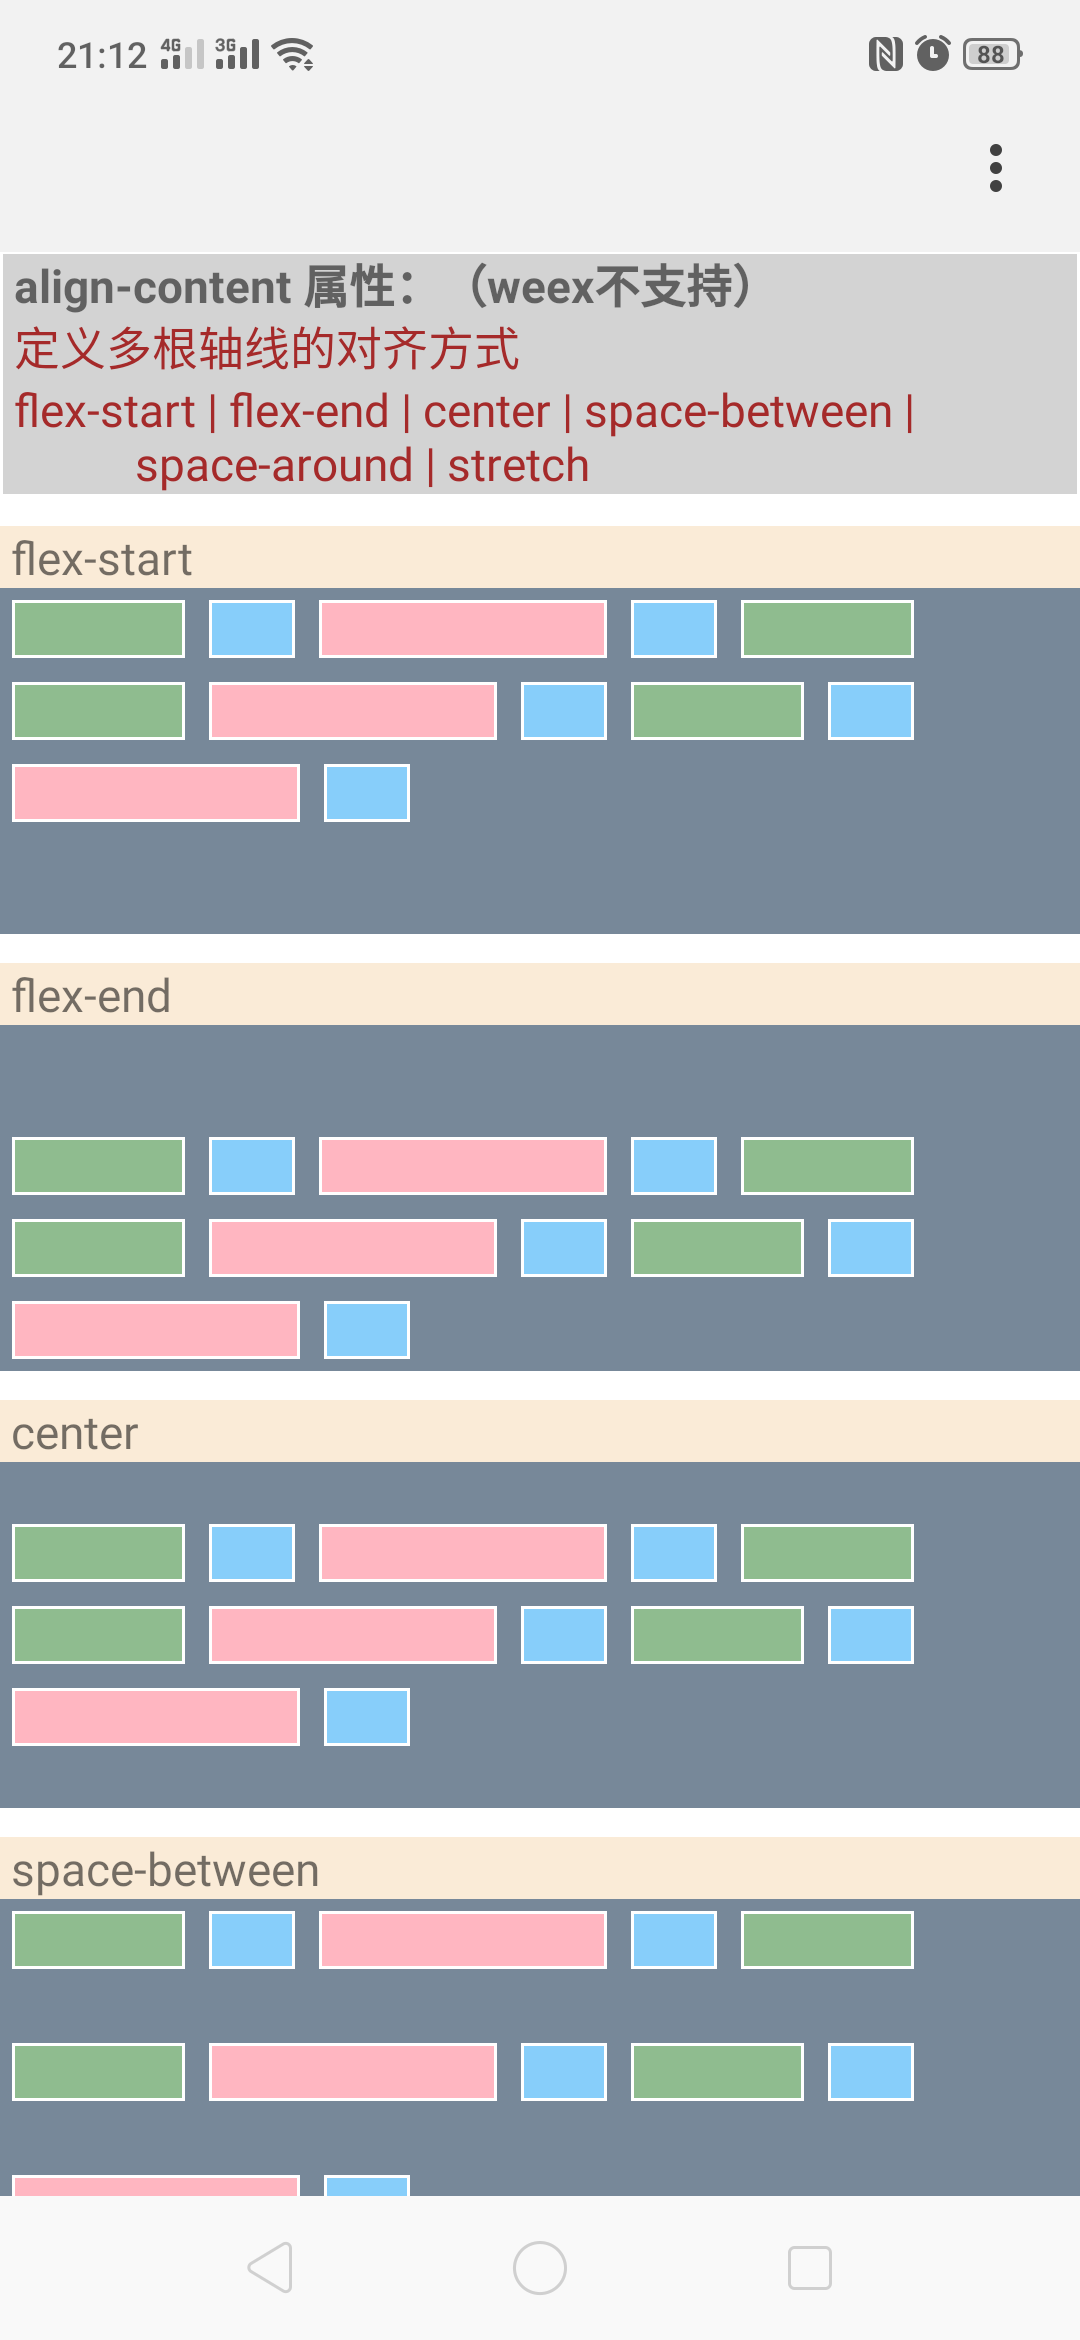 21:12 4G 3G 88
align-content 属性：（weex不支持）
定义多根轴线的对齐方式
flex-start | flex-end | center | space-between |
space-around | stretch
flex-start
flex-end
center
space-between